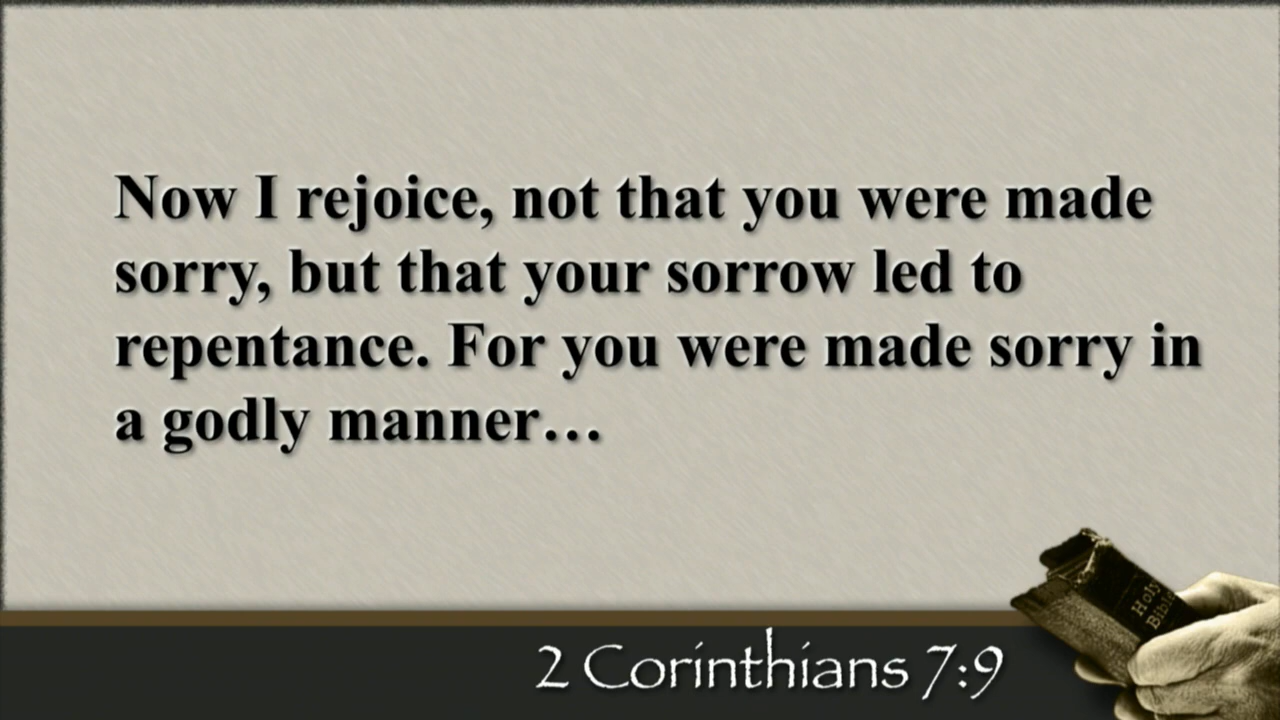 Now I rejoice, not that you were made
sorry, but that your sorrow led to
repentance. For you were made sorry in
a godly manner…
Holy
Bible
2 Corinthians 7:9